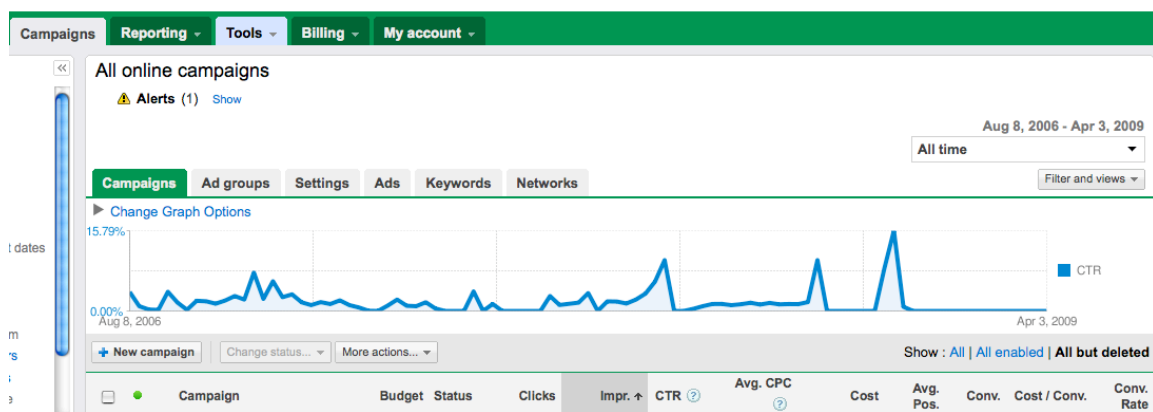 Campaigns Reporting Tools Billing My account
All online campaigns
Alerts (1) Show
Aug 8, 2006 - Apr 3, 2009
All time
Campaigns Ad groups Settings Ads Keywords Networks
Filter and views
Change Graph Options
15.79%
t dates
CTR
0.00%
Aug 8, 2006 Apr 3, 2009
m
rs
s
e
+ New campaign Change status... More actions... Show : All | All enabled | All but deleted
Campaign Budget Status Clicks Impr. ↑ CTR ? Avg. CPC ? Cost Avg. Pos. Conv. Cost / Conv. Conv. Rate